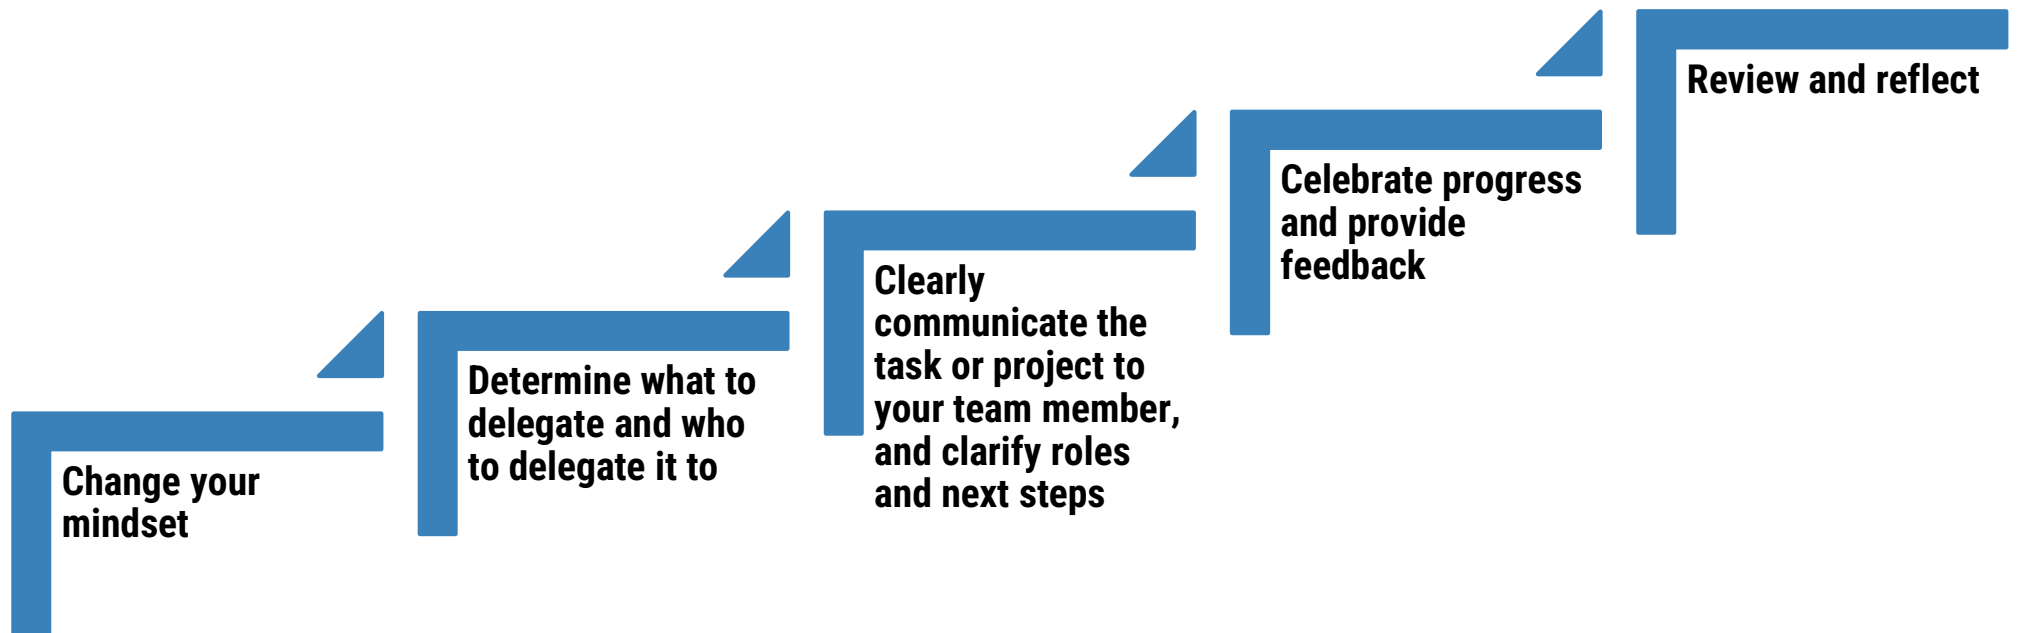 Change your
mindset
Determine what to
delegate and who
to delegate it to
Clearly
communicate the
task or project to
your team member,
and clarify roles
and next steps
Celebrate progress
and provide
feedback
Review and reflect